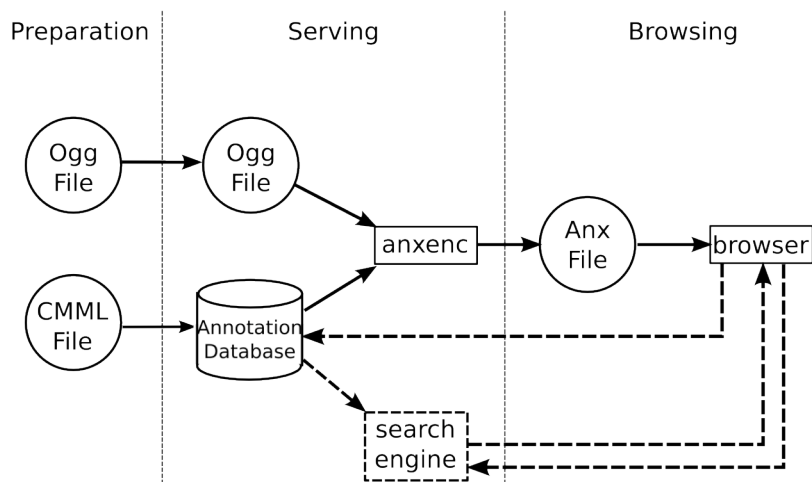 Preparation
Serving
Browsing
Ogg
File
Ogg
File
anxenc
Anx
File
browser
CMML
File
Annotation
Database
search
engine